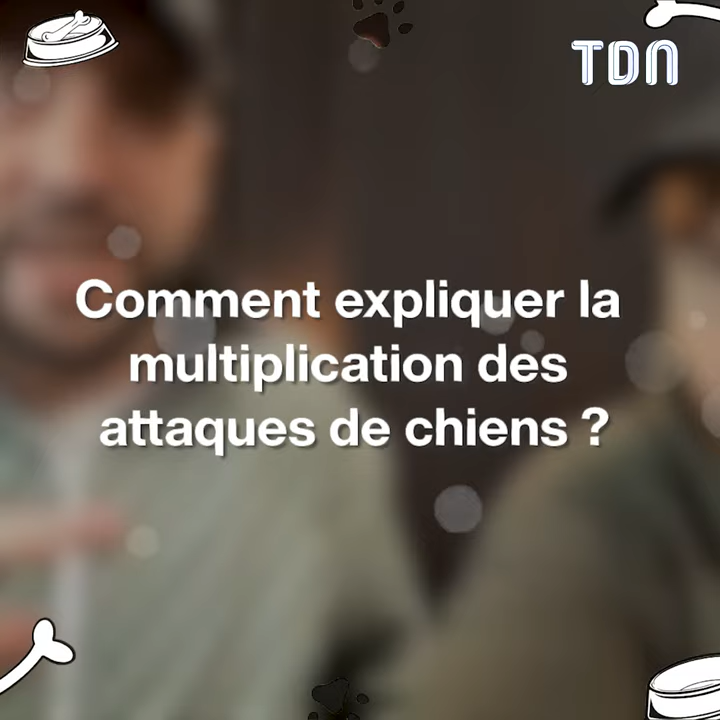 TDN
Comment expliquer la
multiplication des
attaques de chiens ?